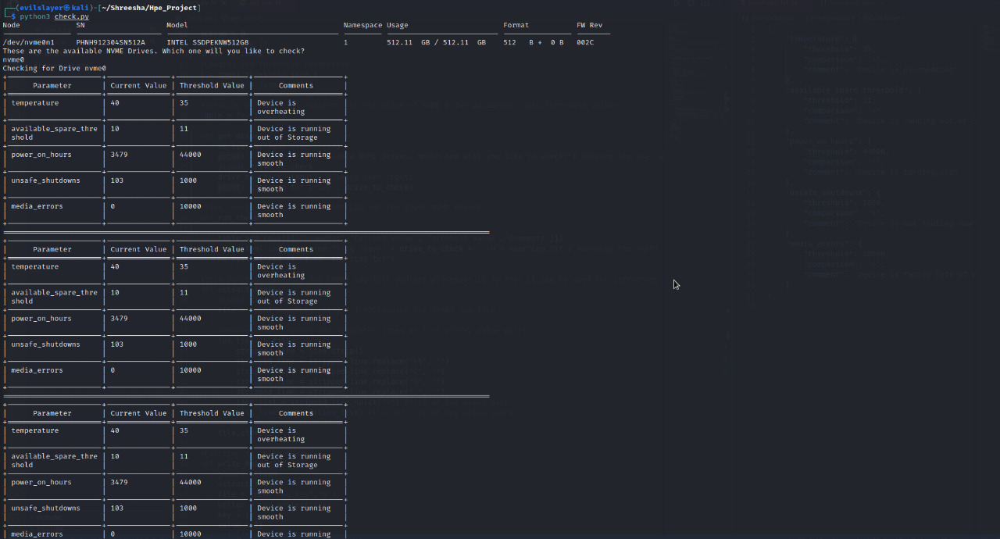 (evilslayer㉿kali)-[~/Shreesha/Hpe_Project]
$ python3 check.py
Node SN Model Namespace Usage Format FW Rev
/dev/nvme0n1 PHNH912304SN512A INTEL SSDPEKNW512G8 1 512.11 GB / 512.11 GB 512 B + 0 B 002C
These are the available NVME Drives. Which one will you like to check?
nvme0
Checking for Drive nvme0
Parameter Current Value Threshold Value Comments
temperature 40 35 Device is
overheating
available_spare_thre 10 11 Device is running
shold out of Storage
power_on_hours 3479 44000 Device is running
smooth
unsafe_shutdowns 103 1000 Device is running
smooth
media_errors 0 10000 Device is running
smooth
Parameter Current Value Threshold Value Comments
temperature 40 35 Device is
overheating
available_spare_thre 10 11 Device is running
shold out of Storage
power_on_hours 3479 44000 Device is running
smooth
unsafe_shutdowns 103 1000 Device is running
smooth
media_errors 0 10000 Device is running
smooth
Parameter Current Value Threshold Value Comments
temperature 40 35 Device is
overheating
available_spare_thre 10 11 Device is running
shold out of Storage
power_on_hours 3479 44000 Device is running
smooth
unsafe_shutdowns 103 1000 Device is running
smooth
media_errors 0 10000 Device is running